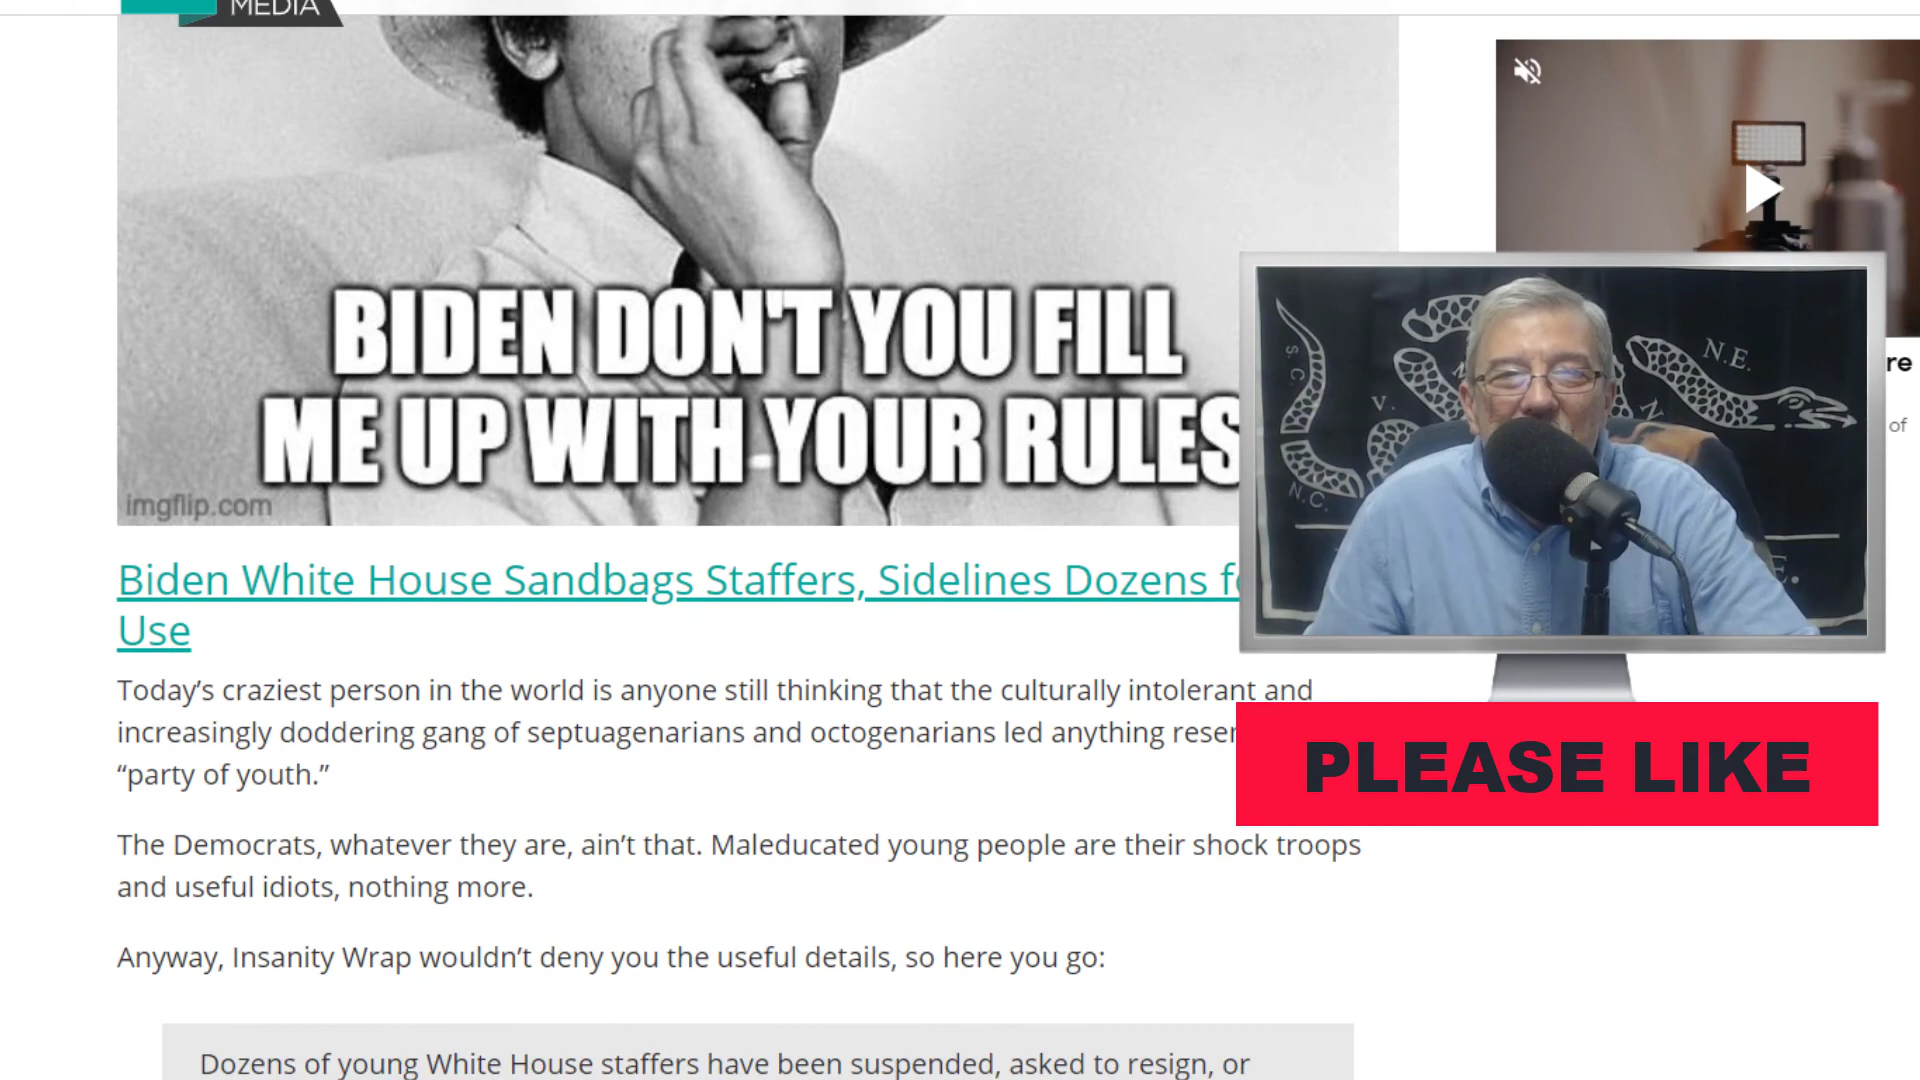 MEDIA
BIDEN DON'T YOU FILL
ME UP WITH YOUR RULES
imgflip.com
Biden White House Sandbags Staffers, Sidelines Dozens
Use
Today’s craziest person in the world is anyone still thinking that the culturally intolerant and
increasingly doddering gang of septuagenarians and octogenarians led anything
“party of youth.”
The Democrats, whatever they are, ain’t that. Maleducated young people are their shock troops
and useful idiots, nothing more.
Anyway, Insanity Wrap wouldn’t deny you the useful details, so here you go:
Dozens of young White House staffers have been suspended, asked to resign, or
re
of
S.C.
N.C.
V.
N.E.
N
E.
PLEASE LIKE